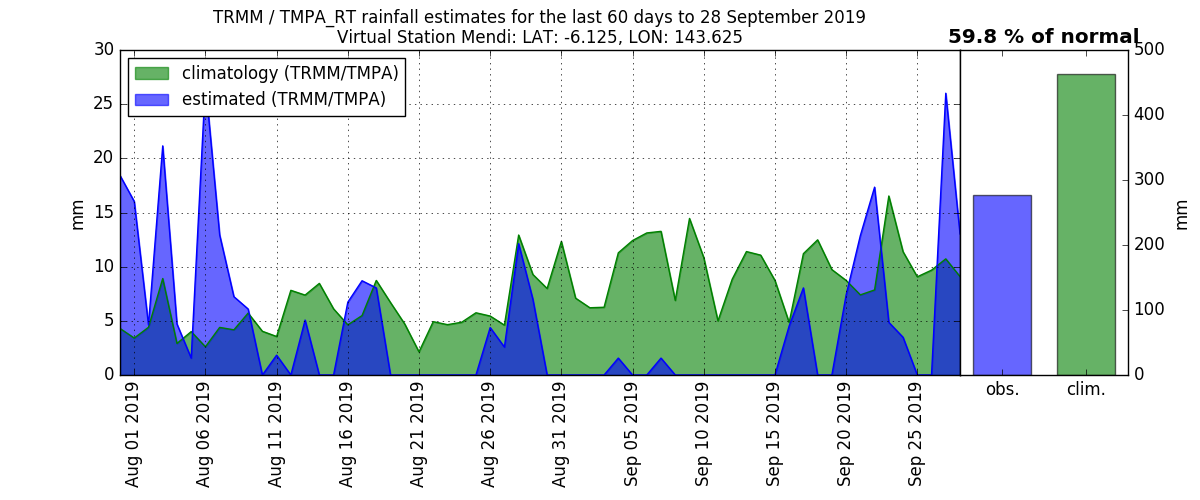 TRMM / TMPA_RT rainfall estimates for the last 60 days to 28 September 2019
Virtual Station Mendi: LAT: -6.125, LON: 143.625
59.8 % of normal
climatology (TRMM/TMPA)
estimated (TRMM/TMPA)
mm
30
25
20
15
10
5
0
Aug 01 2019
Aug 06 2019
Aug 11 2019
Aug 16 2019
Aug 21 2019
Aug 26 2019
Aug 31 2019
Sep 05 2019
Sep 10 2019
Sep 15 2019
Sep 20 2019
Sep 25 2019
obs.
clim.
500
400
300
200
100
0
mm